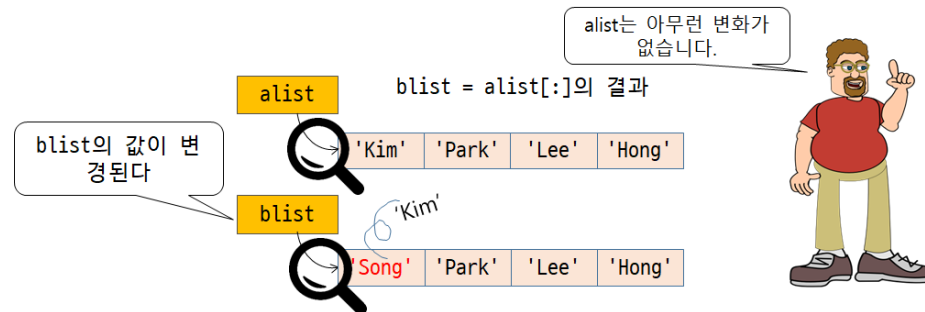 alist는 아무런 변화가
없습니다.
blist = alist[:]의 결과
alist
'Kim' 'Park' 'Lee' 'Hong'
blist의 값이 변
경된다
blist
'Kim'
'Song' 'Park' 'Lee' 'Hong'